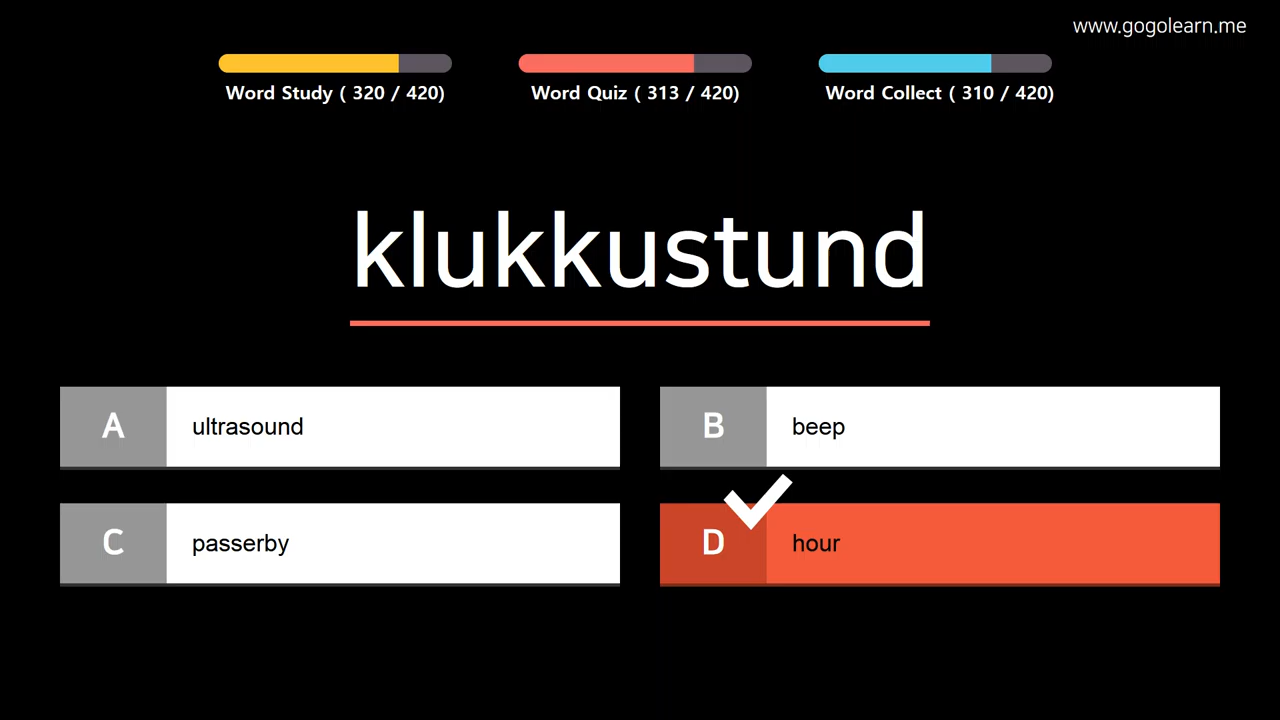 www.gogolearn.me
Word Study ( 320 / 420)
Word Quiz ( 313 / 420)
Word Collect ( 310 / 420)
klukkustund
A ultrasound
B beep
C passerby
D hour